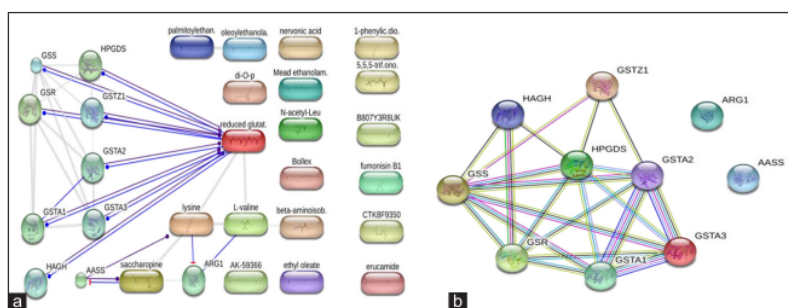 palmitoylethan.
oleoylethanola.
nervonic acid
1-phenylic.dio.
GSS
HPGDS
di-O-p
Mead ethanolam.
5,5,5-trif.ono.
GSR
GSTZ1
reduced glutat.
N-acetyl-Leu
B807Y3R8UK
GSTA2
Bollex
fumonisin B1
GSTA1
GSTA3
lysine
L-valine
beta-aminoisob.
CTK8F9350
HAGH
AASS
saccharopine
ARG1
AK-59366
ethyl oleate
erucamide
a
GSTZ1
HAGH
ARG1
HPGDS
GSTA2
AASS
GSS
GSTA3
GSR
GSTA1
b